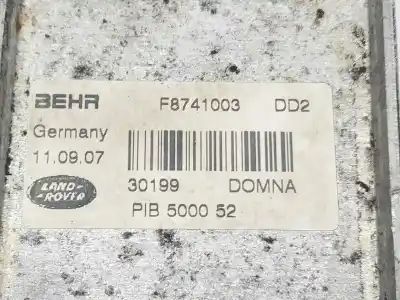 BEHR F8741003 DD2
Germany
11.09.07
LAND-
ROVER
30199 DOMNA
PIB 5000 52